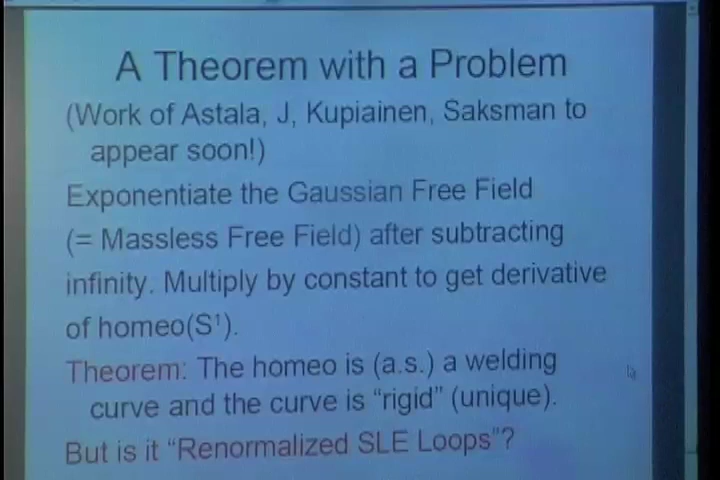 A Theorem with a Problem
(Work of Astala, J, Kupiainen, Saksman to
appear soon!)
Exponentiate the Gaussian Free Field
(= Massless Free Field) after subtracting
infinity. Multiply by constant to get derivative
of homeo(S¹).
Theorem: The homeo is (a.s.) a welding
curve and the curve is “rigid” (unique).
But is it “Renormalized SLE Loops”?